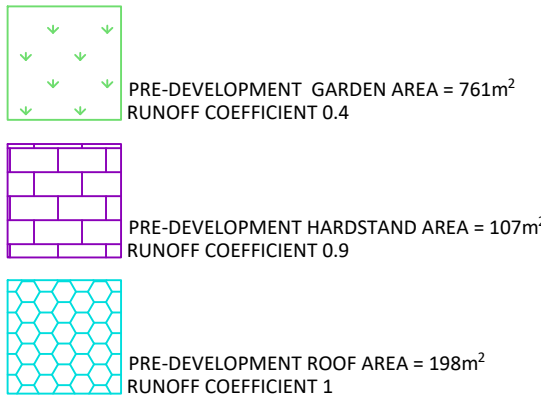 PRE-DEVELOPMENT GARDEN AREA = 761m²
RUNOFF COEFFICIENT 0.4
PRE-DEVELOPMENT HARDSTAND AREA = 107m²
RUNOFF COEFFICIENT 0.9
PRE-DEVELOPMENT ROOF AREA = 198m²
RUNOFF COEFFICIENT 1